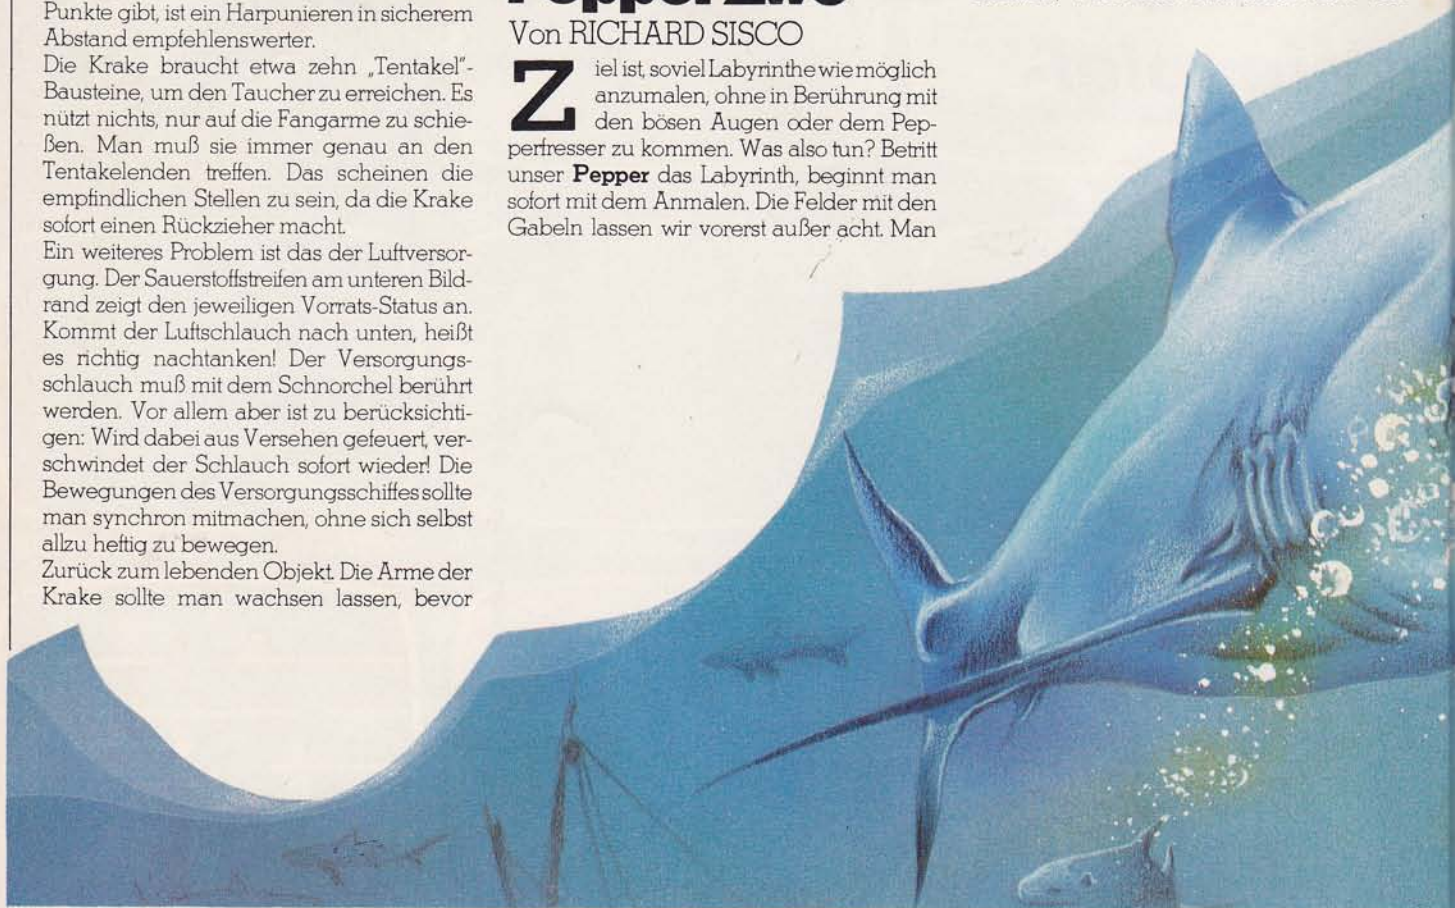 Punkte gibt, ist ein Harpunieren in sicherem
Abstand empfehlenswerter.
Die Krake braucht etwa zehn „Tentakel"-
Bausteine, um den Taucher zu erreichen. Es
nützt nichts, nur auf die Fangarme zu schie-
ßen. Man muß sie immer genau an den
Tentakelenden treffen. Das scheinen die
empfindlichen Stellen zu sein, da die Krake
sofort einen Rückzieher macht.
Ein weiteres Problem ist das der Luftversor-
gung. Der Sauerstoffstreifen am unteren Bild-
rand zeigt den jeweiligen Vorrats-Status an.
Kommt der Luftschlauch nach unten, heißt
es richtig nachtanken! Der Versorgungs-
schlauch muß mit dem Schnorchel berührt
werden. Vor allem aber ist zu berücksichti-
gen: Wird dabei aus Versehen gefeuert, ver-
schwindet der Schlauch sofort wieder! Die
Bewegungen des Versorgungsschiffes sollte
man synchron mitmachen, ohne sich selbst
allzu heftig zu bewegen.
Zurück zum lebenden Objekt. Die Arme der
Krake sollte man wachsen lassen, bevor
Von RICHARD SISCO
Ziel ist, soviel Labyrinthe wie möglich
anzumalen, ohne in Berührung mit
den bösen Augen oder dem Pep-
perfresser zu kommen. Was also tun? Betritt
unser Pepper das Labyrinth, beginnt man
sofort mit dem Anmalen. Die Felder mit den
Gabeln lassen wir vorerst außer acht. Man